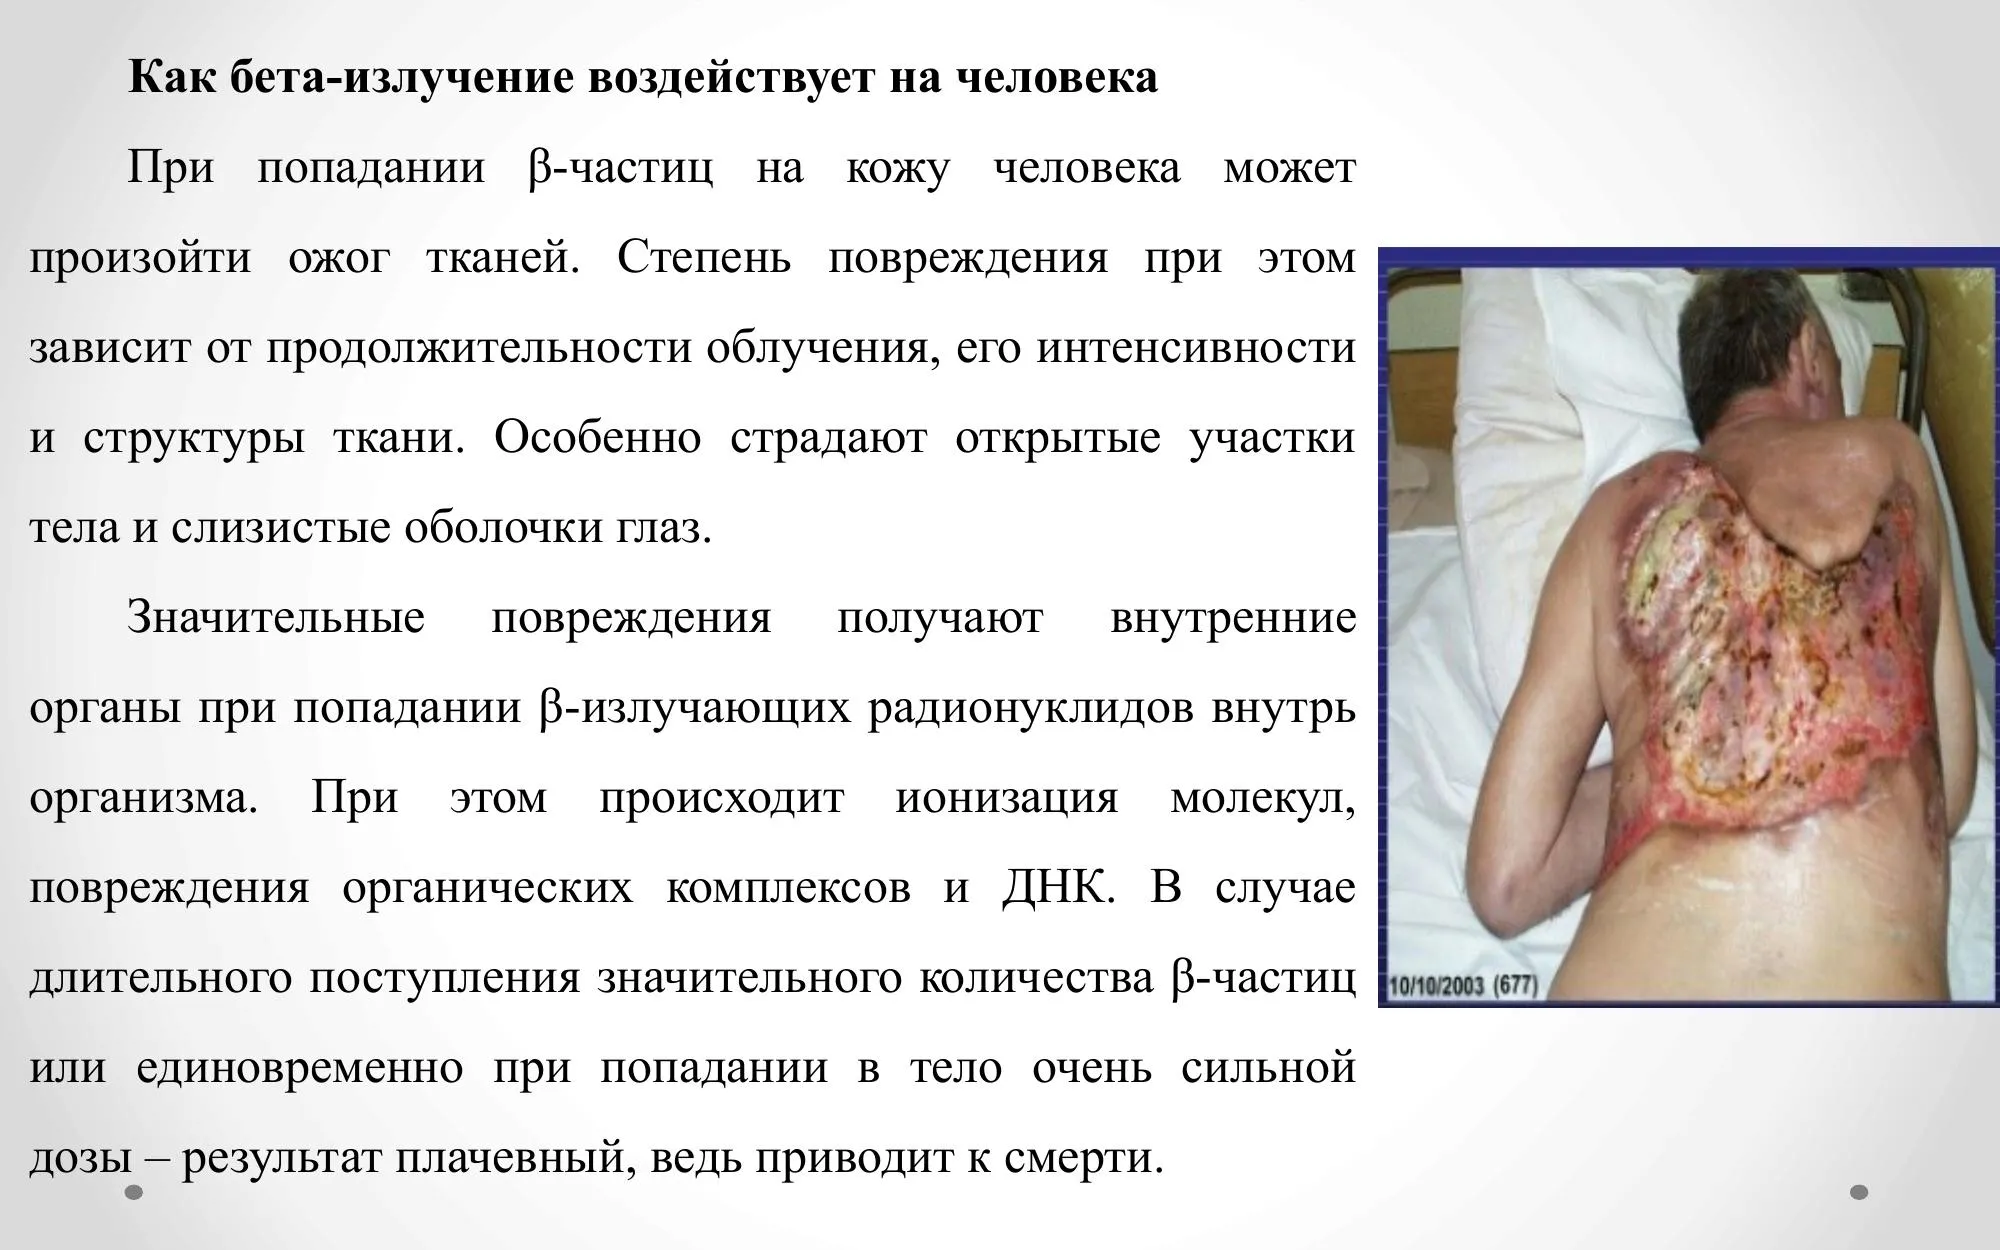 Как бета-излучение воздействует на человека
При попадании β-частиц на кожу человека может
произойти ожог тканей. Степень повреждения при этом
зависит от продолжительности облучения, его интенсивности
и структуры ткани. Особенно страдают открытые участки
тела и слизистые оболочки глаз.
Значительные повреждения получают внутренние
органы при попадании β-излучающих радионуклидов внутрь
организма. При этом происходит ионизация молекул,
повреждения органических комплексов и ДНК. В случае
длительного поступления значительного количества β-частиц
или единовременно при попадании в тело очень сильной
дозы – результат плачевный, ведь приводит к смерти.
10/10/2003 (677)